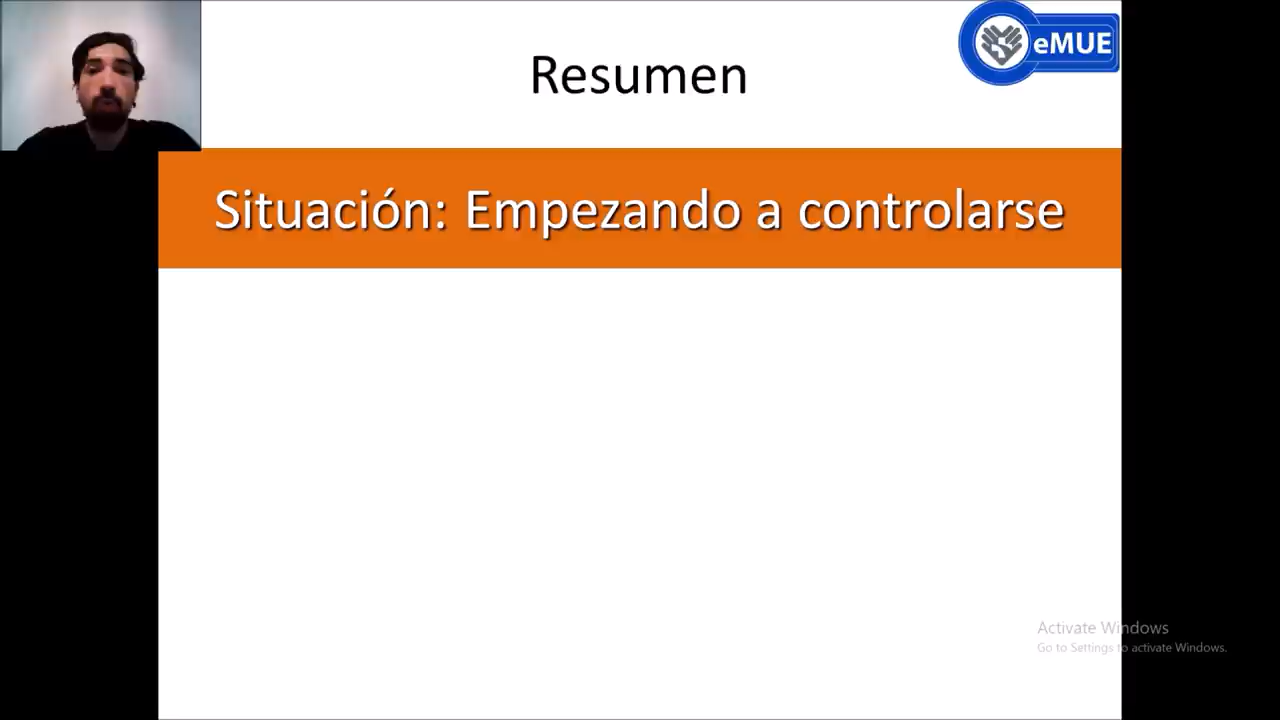 Resumen
eMUE
Situación: Empezando a controlarse
Activate Windows
Go to Settings to activate Windows.